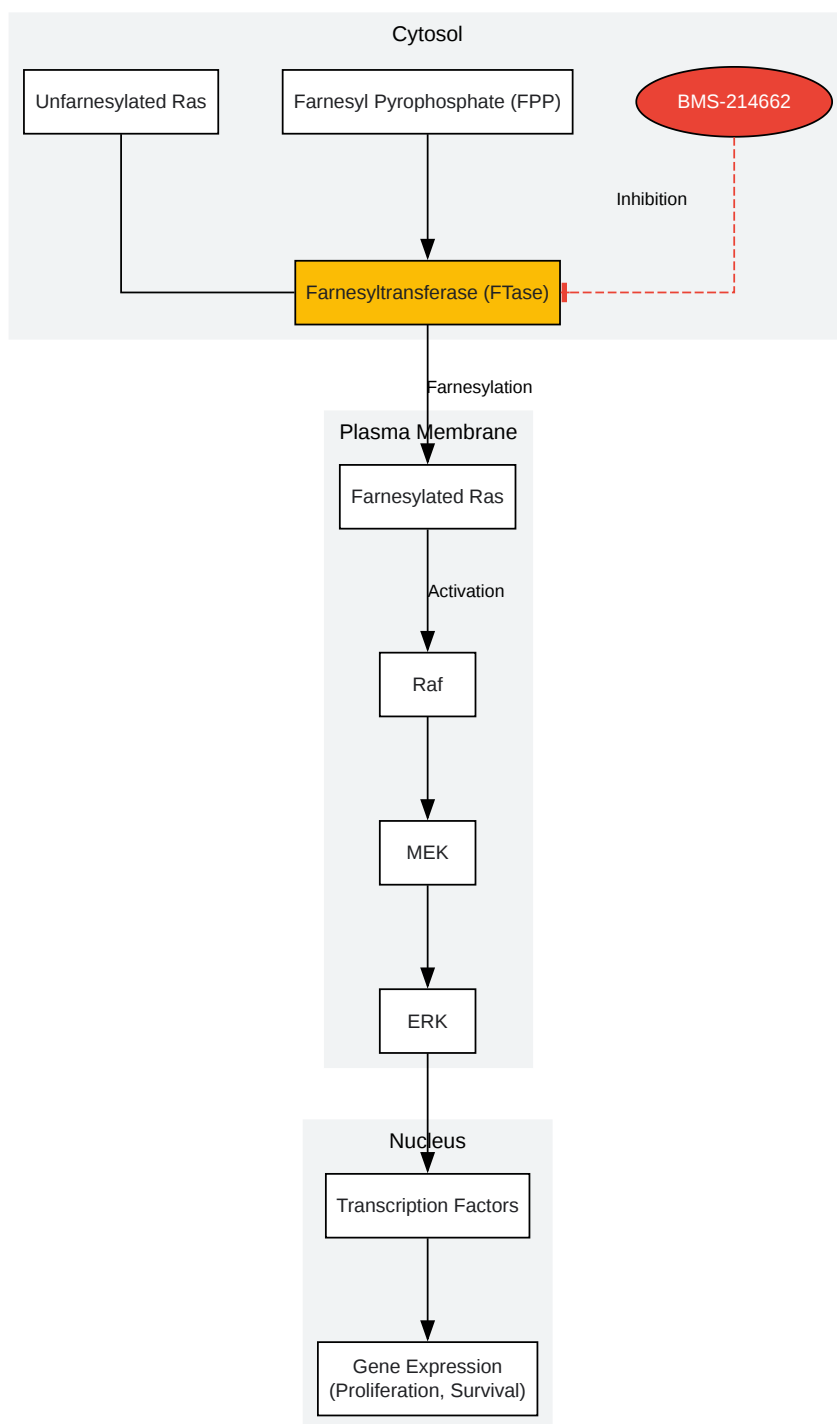 Cytosol
Unfarnesylated Ras
Farnesyl Pyrophosphate (FPP)
BMS-214662
Inhibition
Farnesyltransferase (FTase)
Farnesylation
Plasma Membrane
Farnesylated Ras
Activation
Raf
MEK
ERK
Nucleus
Transcription Factors
Gene Expression
(Proliferation, Survival)